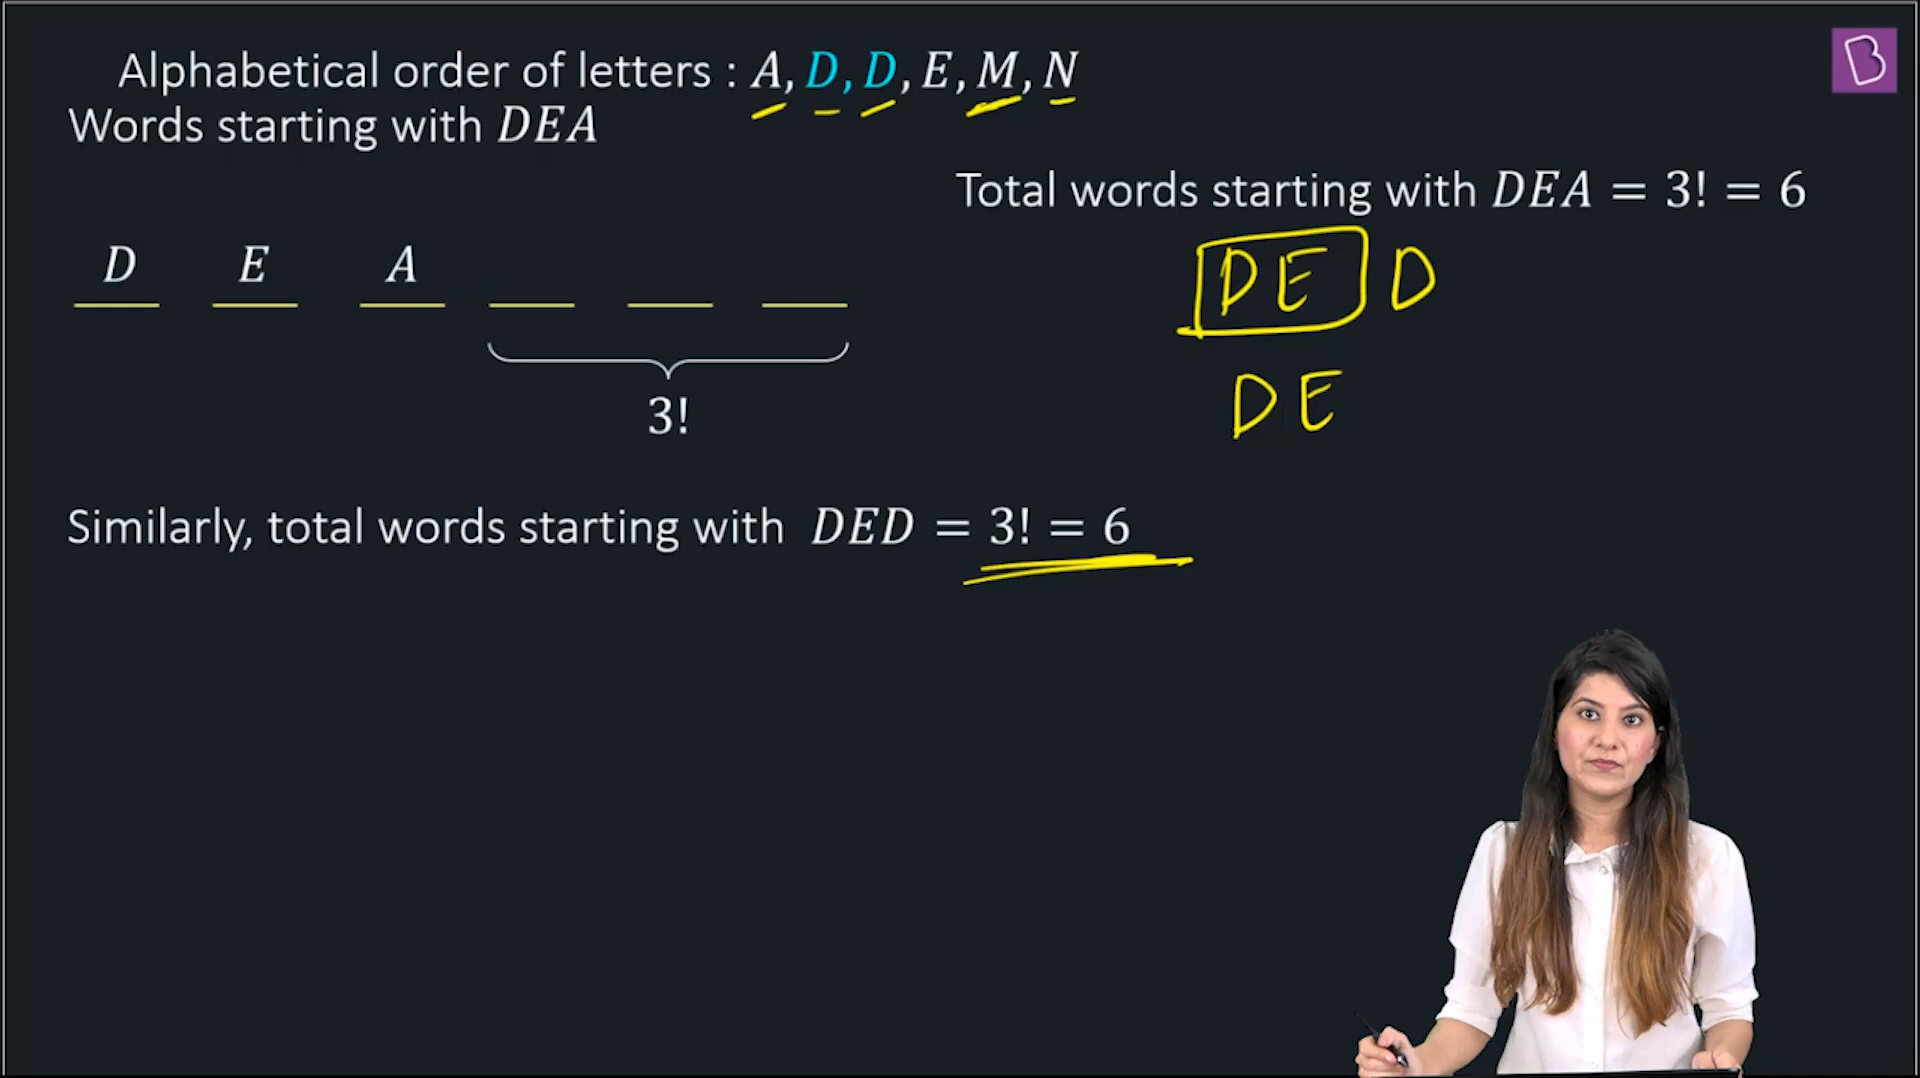 Alphabetical order of letters : A, D, D, E, M, N
Words starting with DEA
Total words starting with DEA = 3! = 6
D E A
DE D
3!
DE
Similarly, total words starting with DED = 3! = 6